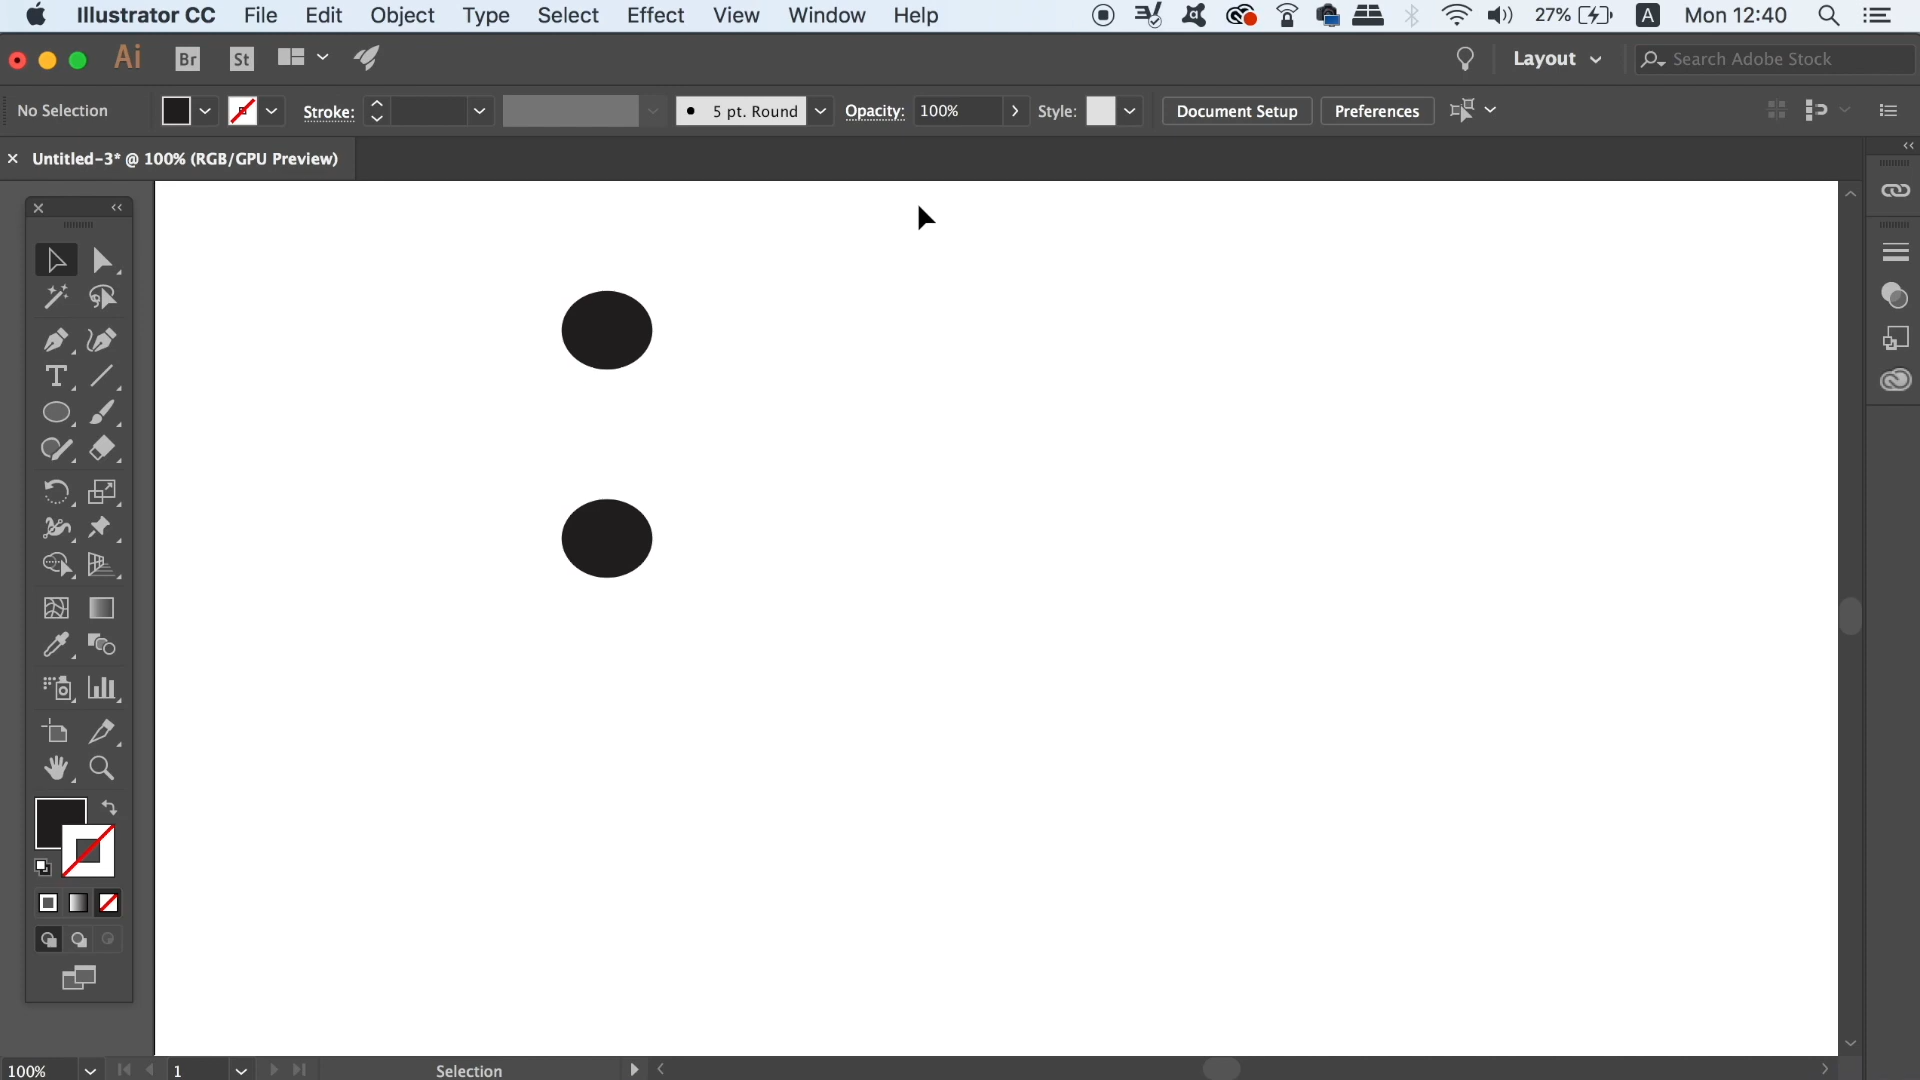 Illustrator CC File Edit Object Type Select Effect View Window Help 27% A Mon 12:40
Ai Br St Layout Search Adobe Stock
No Selection Stroke: 5 pt. Round Opacity: 100% Style: Document Setup Preferences
Untitled-3* @ 100% (RGB/GPU Preview)
T
100% 1 Selection